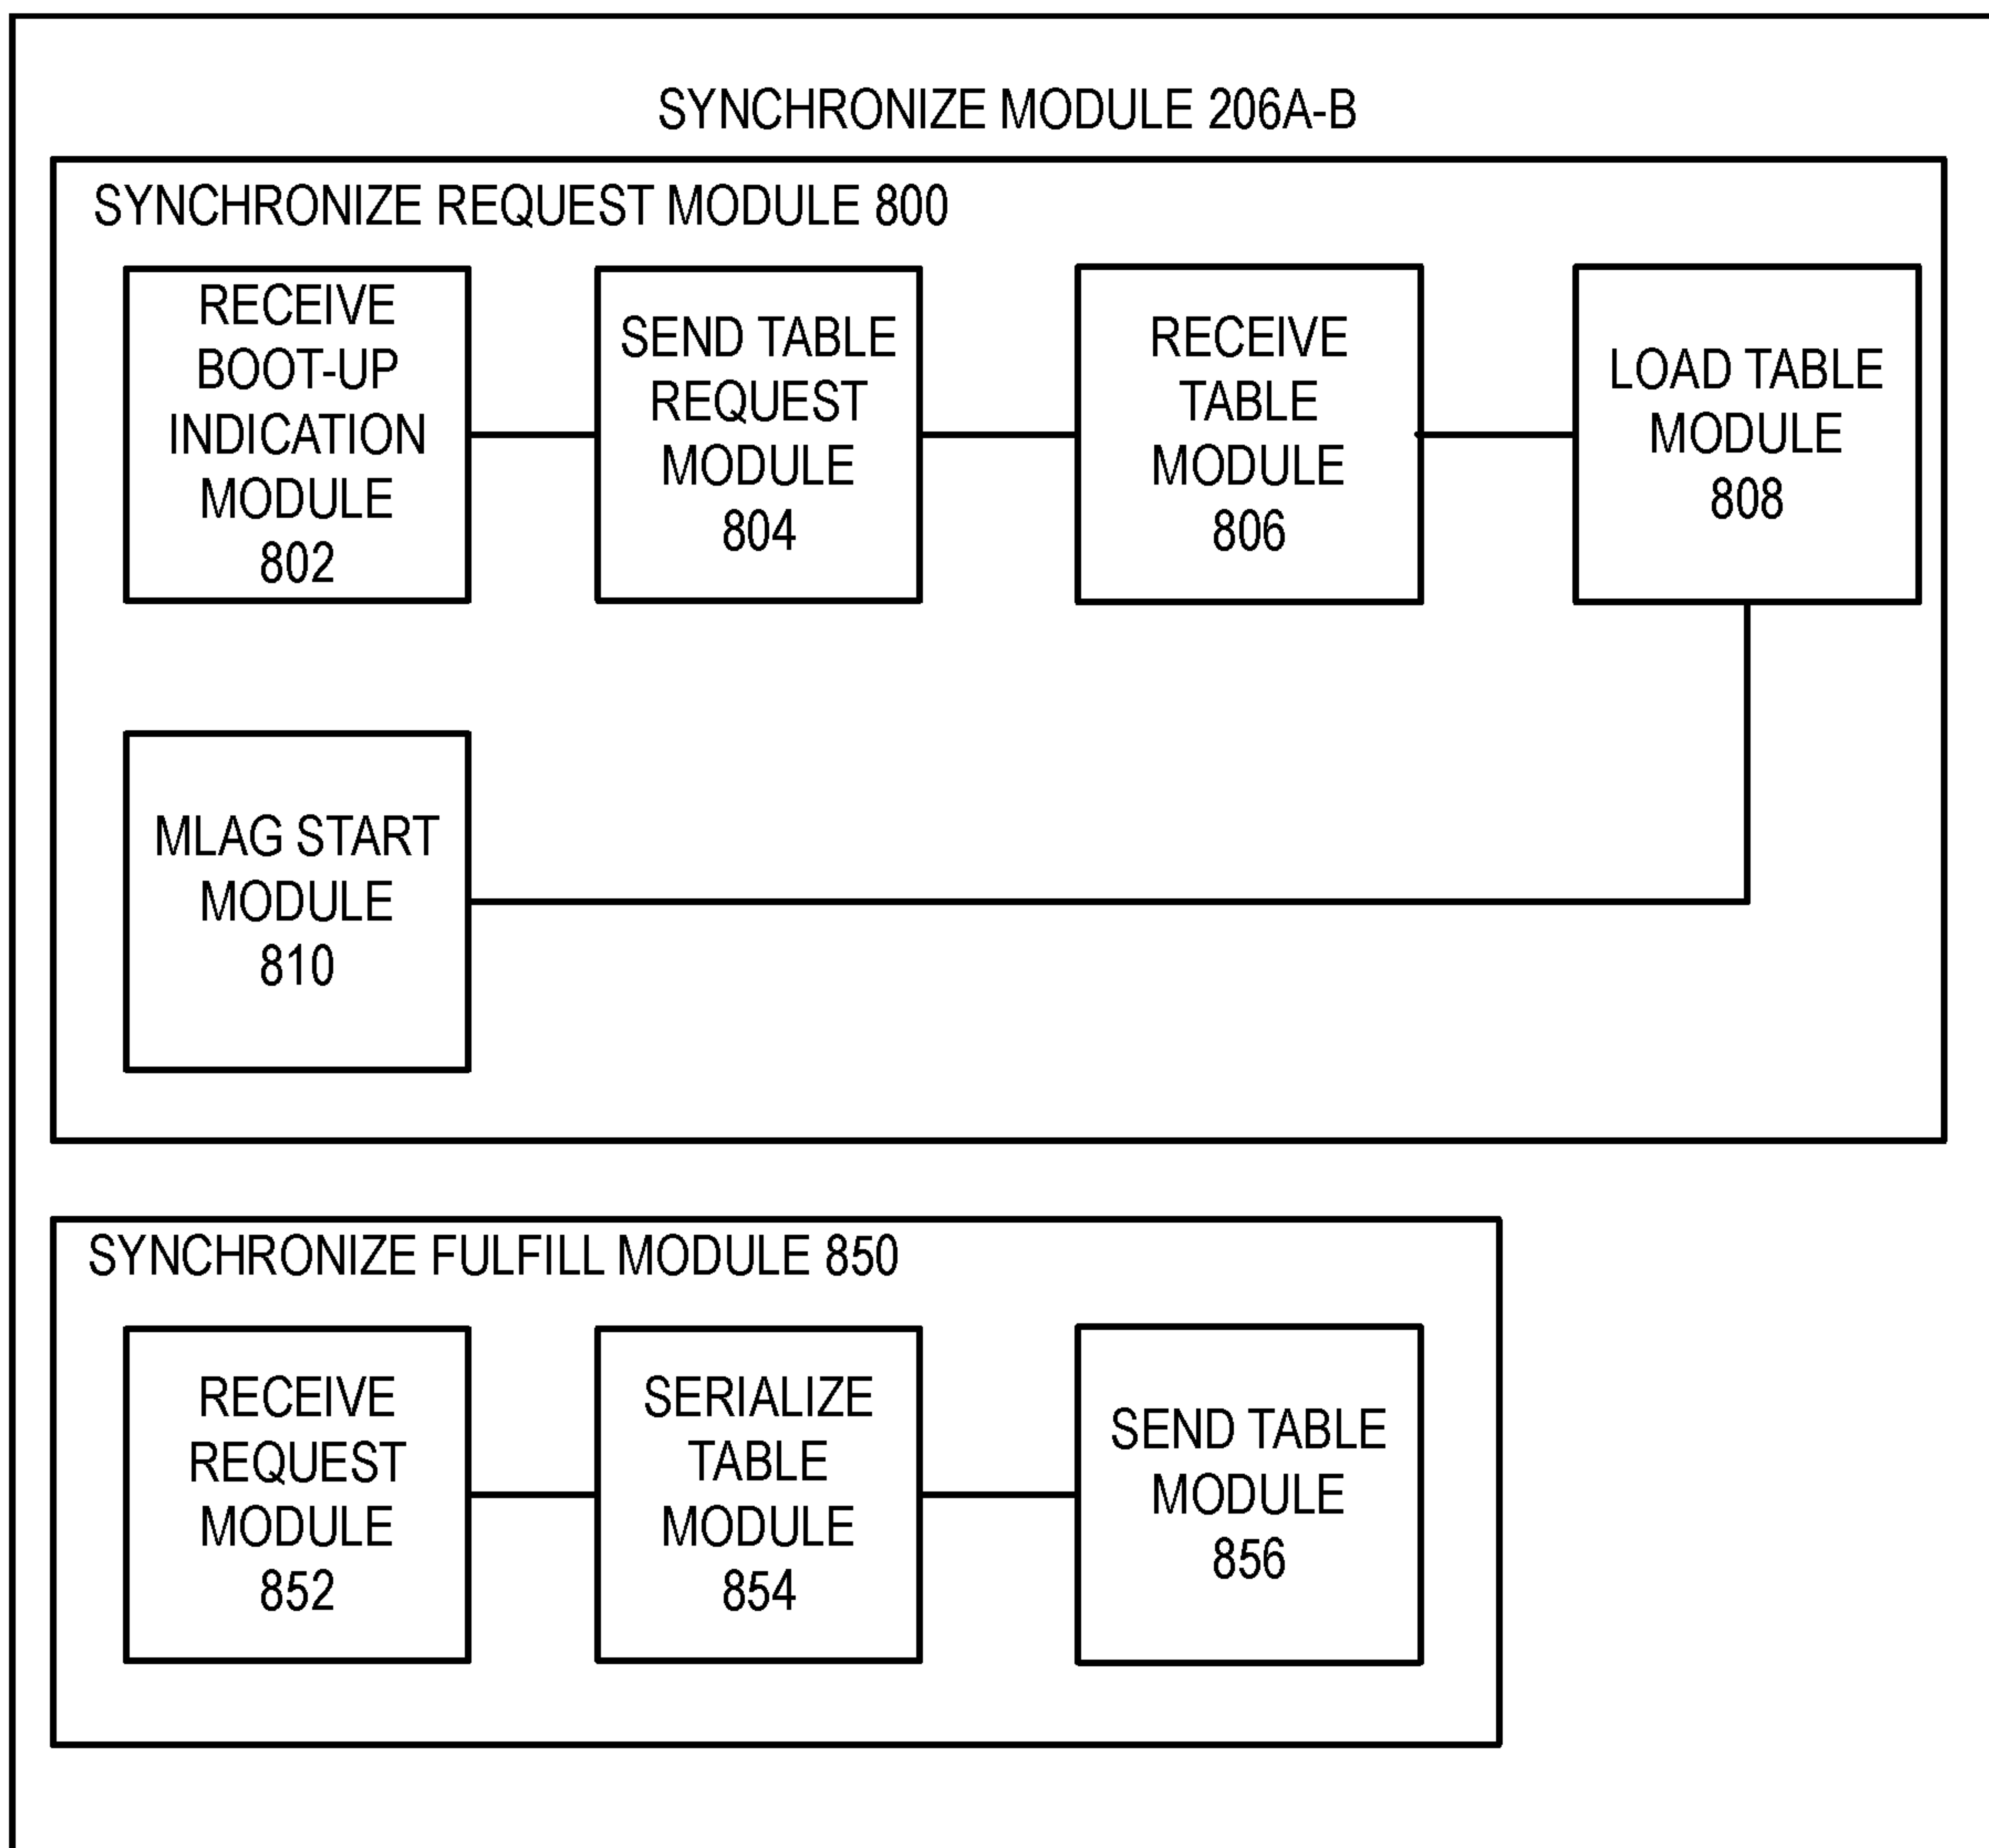 SYNCHRONIZE MODULE 206A-B
SYNCHRONIZE REQUEST MODULE 800
RECEIVE
BOOT-UP
INDICATION
MODULE
802
SEND TABLE
REQUEST
MODULE
804
RECEIVE
TABLE
MODULE
806
LOAD TABLE
MODULE
808
MLAG START
MODULE
810
SYNCHRONIZE FULFILL MODULE 850
RECEIVE
REQUEST
MODULE
852
SERIALIZE
TABLE
MODULE
854
SEND TABLE
MODULE
856